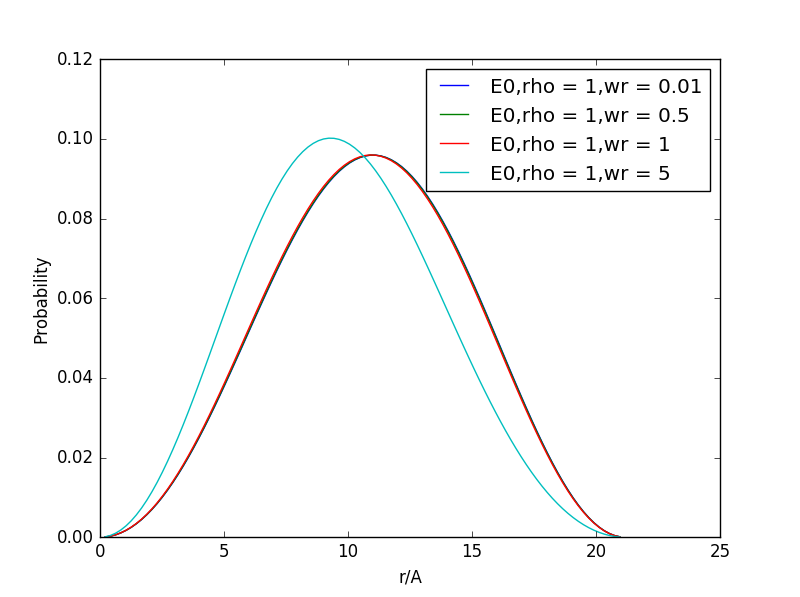 0.12
0.10
0.08
0.06
0.04
0.02
0.00
Probability
0 5 10 15 20 25
r/A
E0,rho = 1,wr = 0.01
E0,rho = 1,wr = 0.5
E0,rho = 1,wr = 1
E0,rho = 1,wr = 5